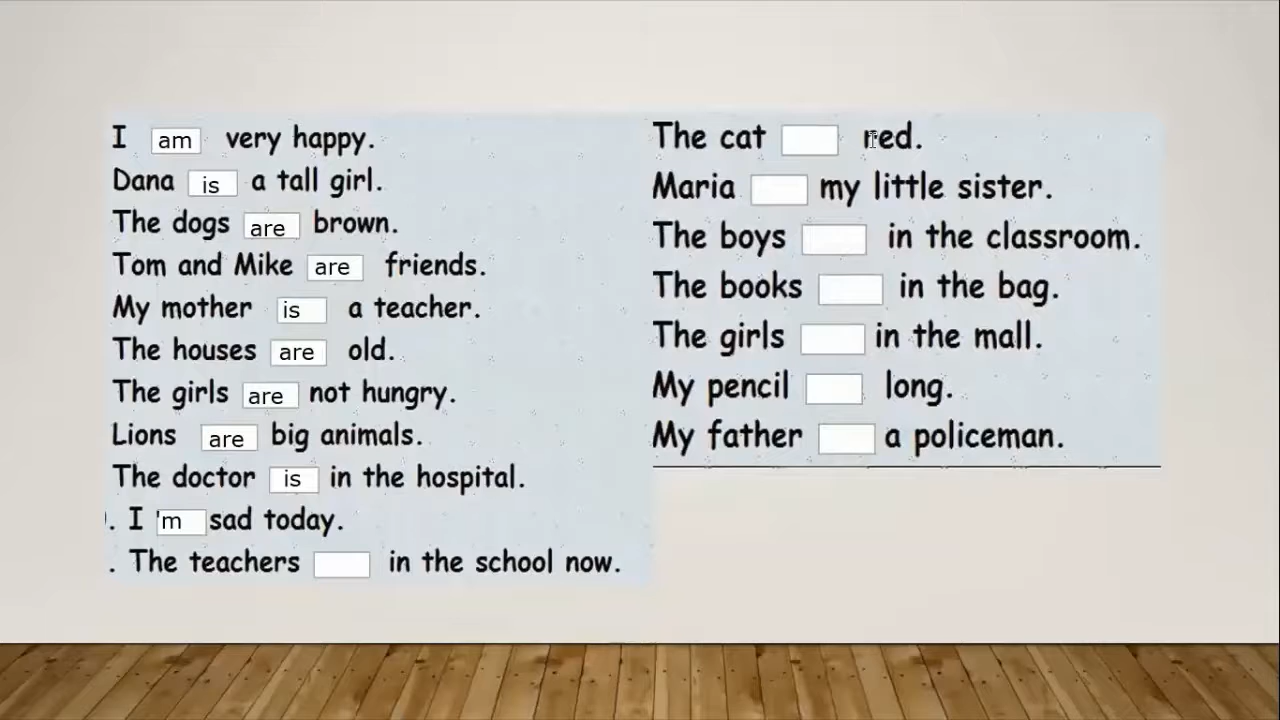 I am very happy.
Dana is a tall girl.
The dogs are brown.
Tom and Mike are friends.
My mother is a teacher.
The houses are old.
The girls are not hungry.
Lions are big animals.
The doctor is in the hospital.
. I 'm sad today.
. The teachers in the school now.
The cat red.
Maria my little sister.
The boys in the classroom.
The books in the bag.
The girls in the mall.
My pencil long.
My father a policeman.